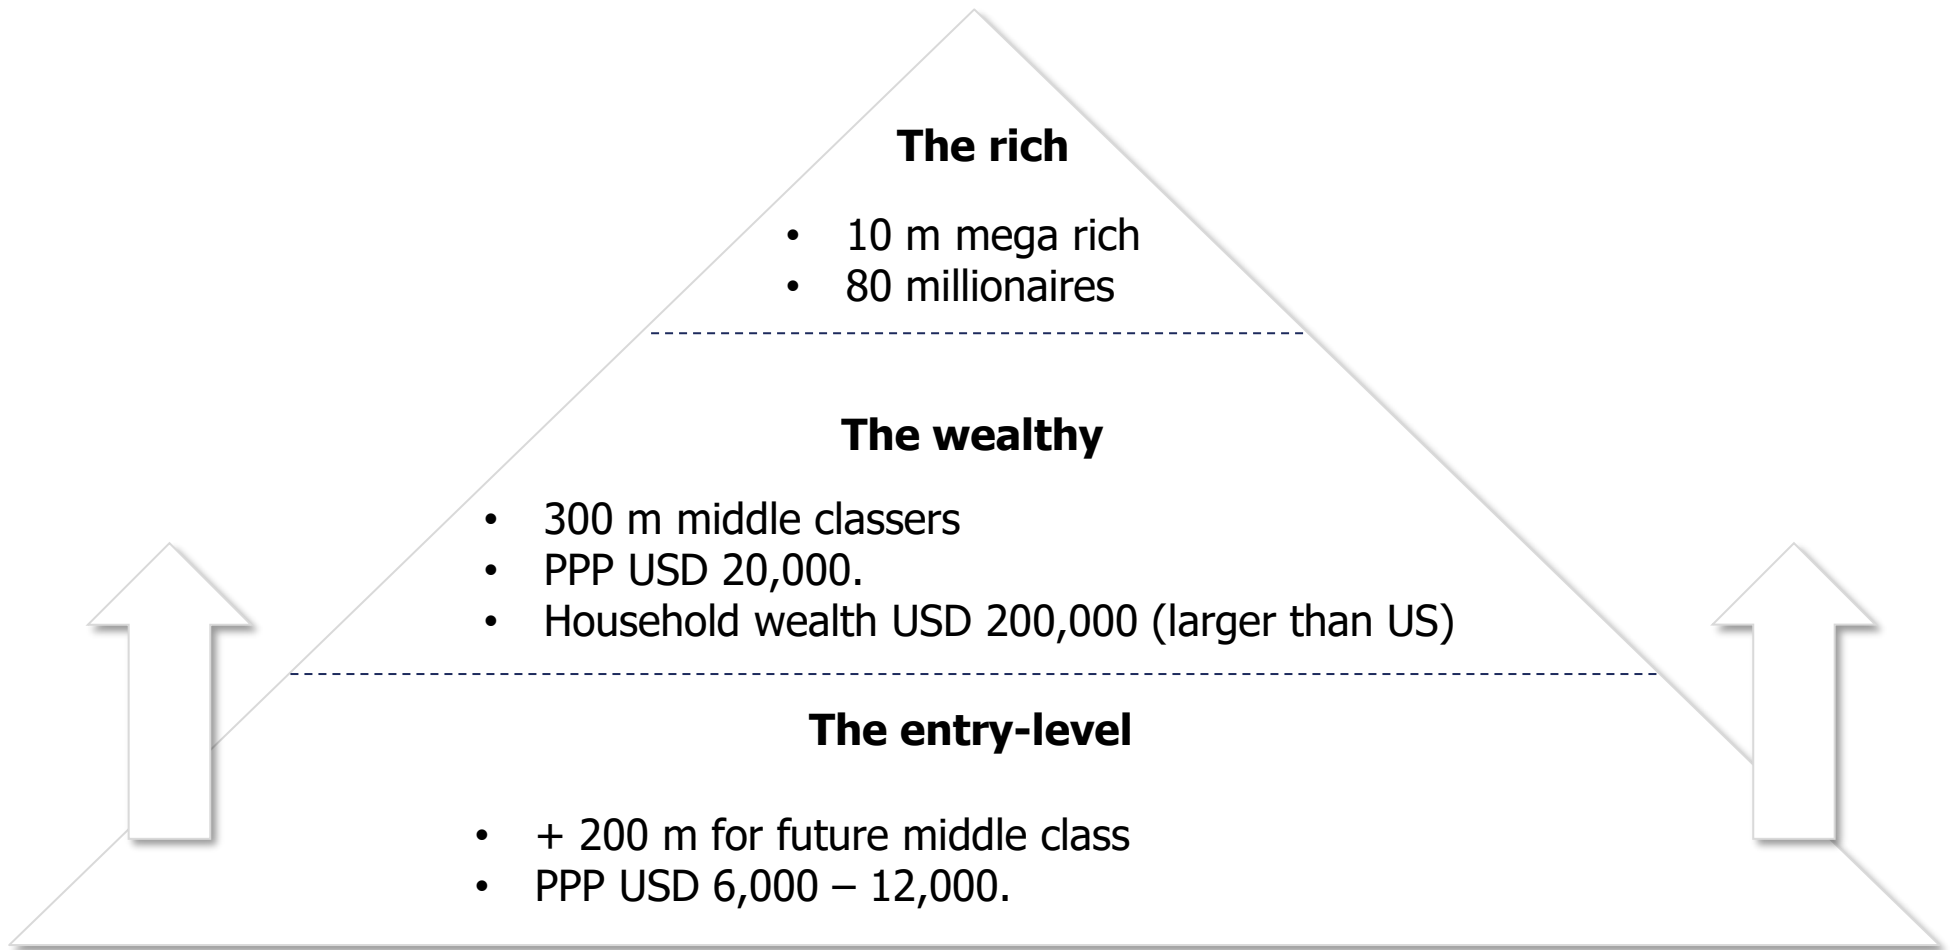 The rich
• 10 m mega rich
• 80 millionaires
The wealthy
• 300 m middle classers
• PPP USD 20,000.
• Household wealth USD 200,000 (larger than US)
The entry-level
• + 200 m for future middle class
• PPP USD 6,000 – 12,000.